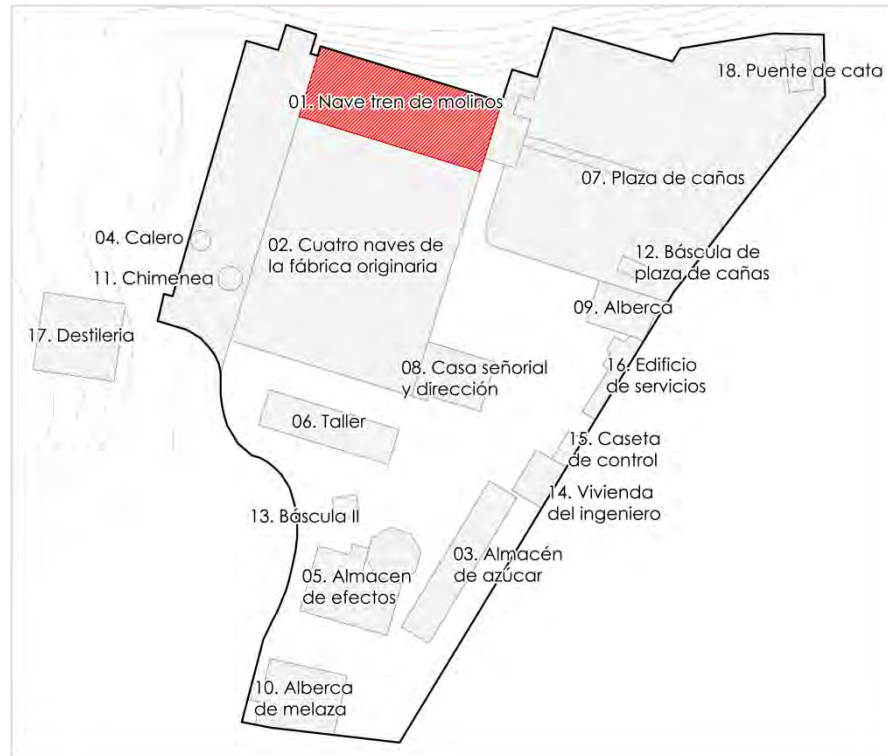 18. Puente de cata
01. Nave tren de molinos
07. Plaza de cañas
04. Calero
02. Cuatro naves de
la fábrica originaria
12. Báscula de
plaza de cañas
11. Chimenea
09. Alberca
17. Destileria
08. Casa señorial
y dirección
16. Edificio
de servicios
06. Taller
15. Caseta
de control
14. Vivienda
del ingeniero
13. Báscula II
03. Almacén
de azúcar
05. Almacen
de efectos
10. Alberca
de melaza